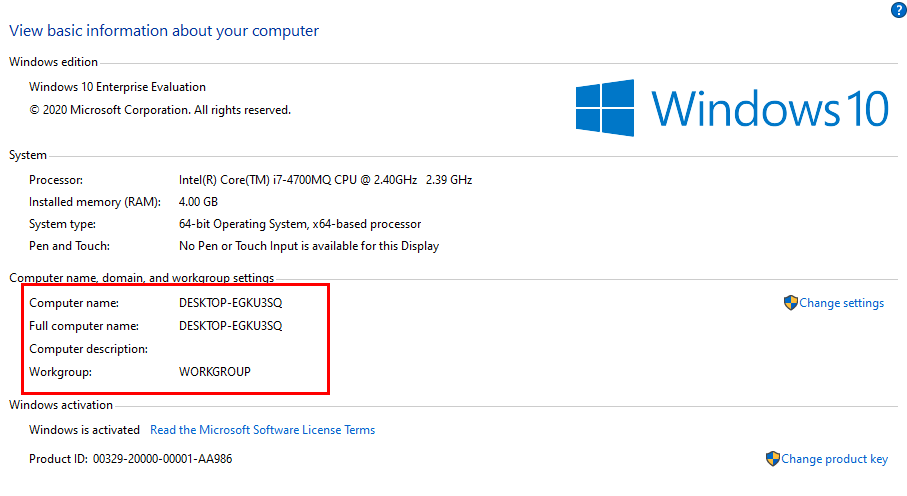 ?
View basic information about your computer
Windows edition
Windows 10 Enterprise Evaluation
© 2020 Microsoft Corporation. All rights reserved.
Windows 10
System
Processor: Intel(R) Core(TM) i7-4700MQ CPU @ 2.40GHz 2.39 GHz
Installed memory (RAM): 4.00 GB
System type: 64-bit Operating System, x64-based processor
Pen and Touch: No Pen or Touch Input is available for this Display
Computer name, domain, and workgroup settings
Computer name: DESKTOP-EGKU3SQ Change settings
Full computer name: DESKTOP-EGKU3SQ
Computer description:
Workgroup: WORKGROUP
Windows activation
Windows is activated Read the Microsoft Software License Terms
Product ID: 00329-20000-00001-AA986 Change product key